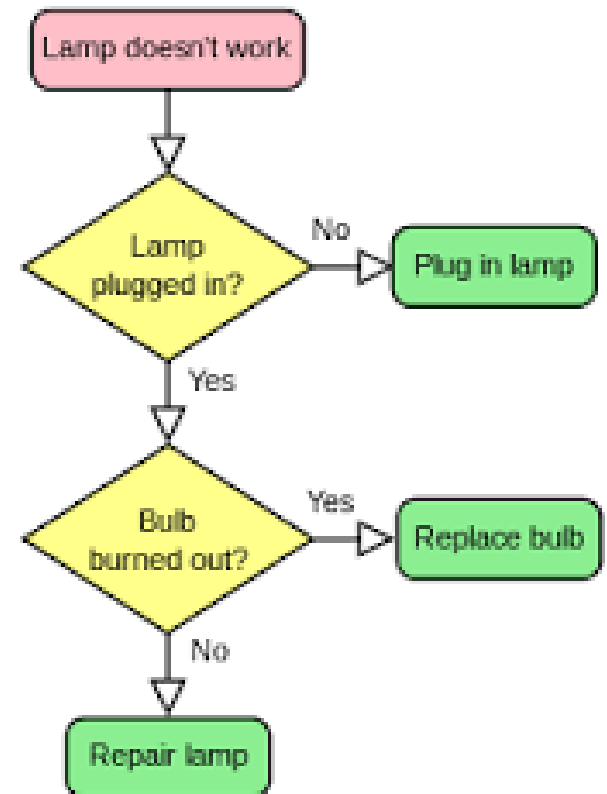 Lamp doesn't work
Lamp
plugged in?
No
Plug in lamp
Yes
Bulb
burned out?
Yes
Replace bulb
No
Repair lamp